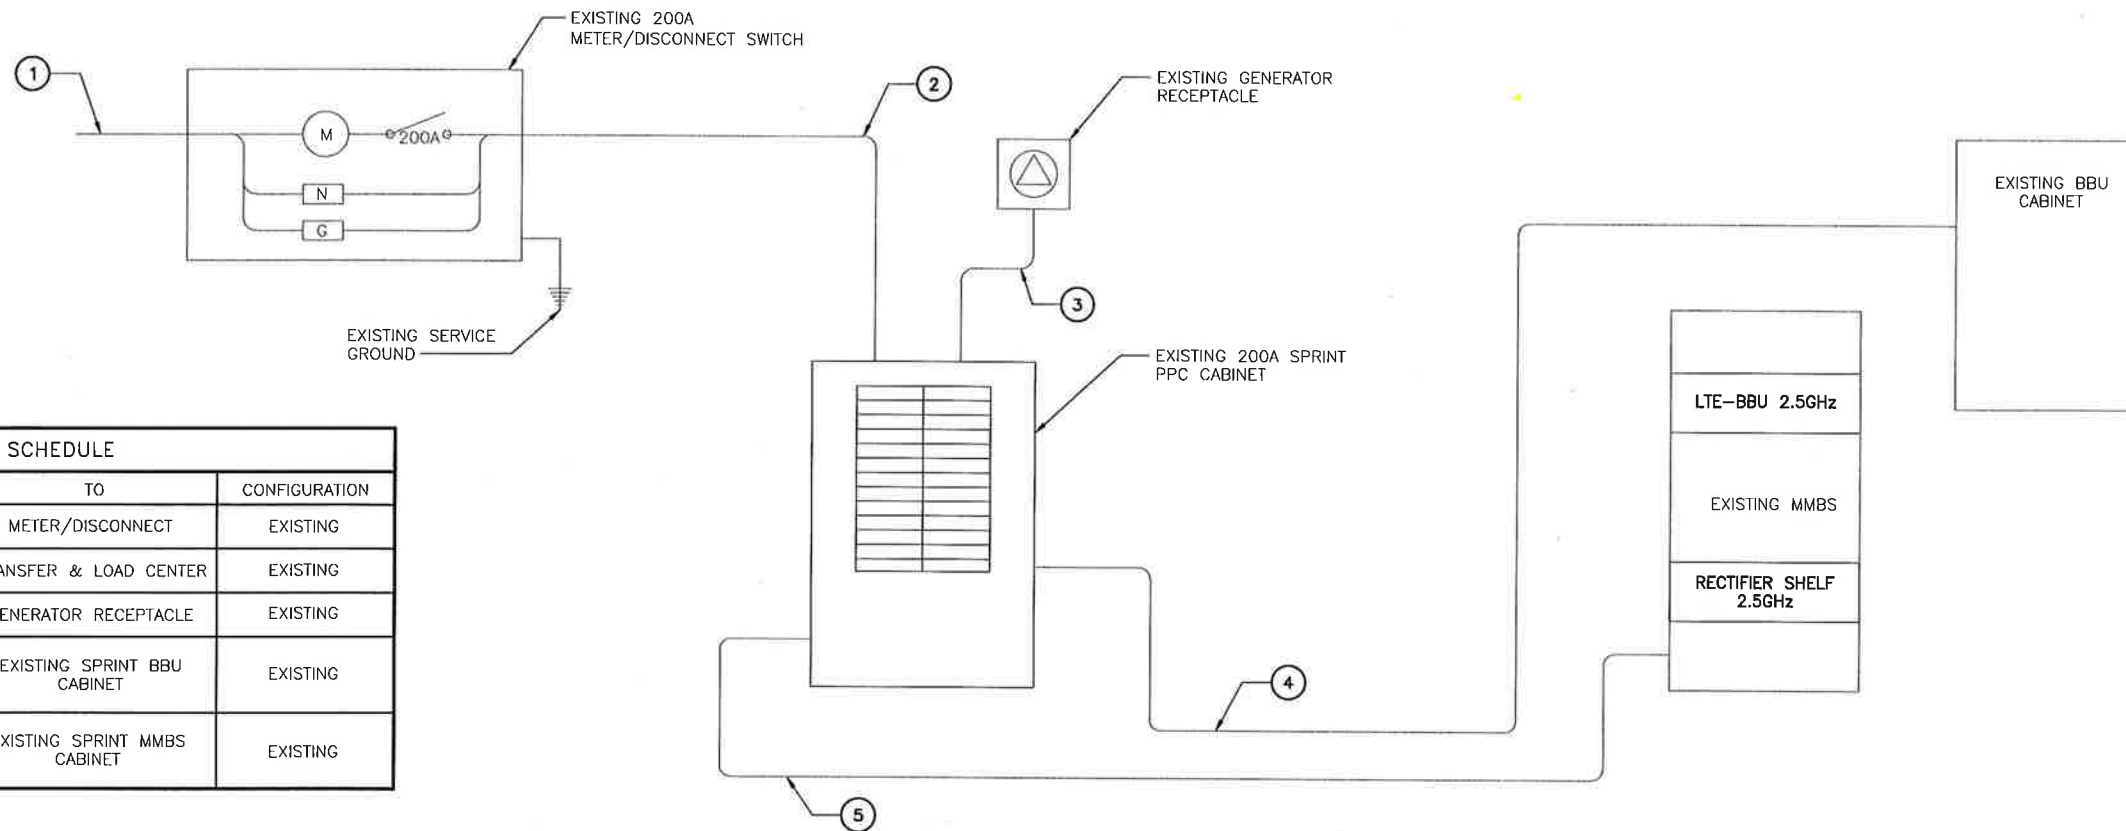 EXISTING 200A
METER/DISCONNECT SWITCH
1
2
M
200A
N
G
EXISTING SERVICE
GROUND
EXISTING GENERATOR
RECEPTACLE
3
EXISTING 200A SPRINT
PPC CABINET
EXISTING BBU
CABINET
LTE-BBU 2.5GHz
EXISTING MMBS
RECTIFIER SHELF
2.5GHz
4
5
SCHEDULE
TO CONFIGURATION
METER/DISCONNECT EXISTING
ANSFER & LOAD CENTER EXISTING
ENERATOR RECEPTACLE EXISTING
EXISTING SPRINT BBU
CABINET EXISTING
XISTING SPRINT MMBS
CABINET EXISTING